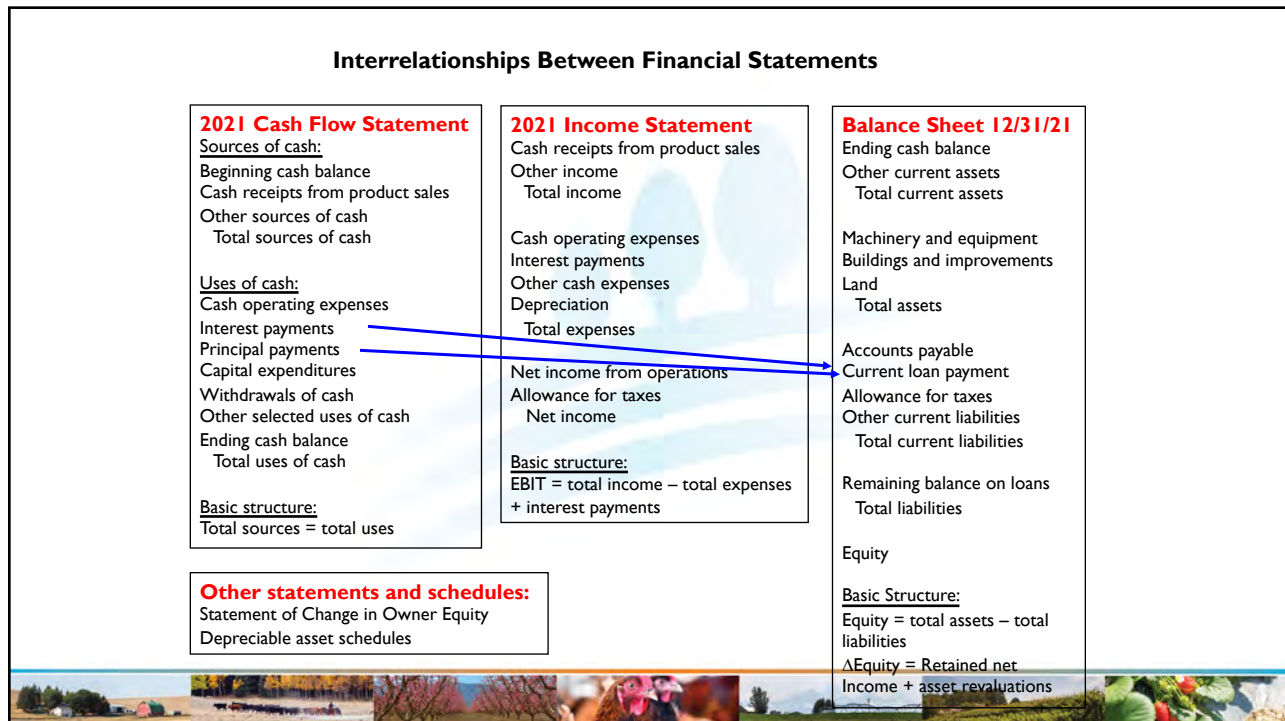 Interrelationships Between Financial Statements
2021 Cash Flow Statement
Sources of cash:
Beginning cash balance
Cash receipts from product sales
Other sources of cash
Total sources of cash
Uses of cash:
Cash operating expenses
Interest payments
Principal payments
Capital expenditures
Withdrawals of cash
Other selected uses of cash
Ending cash balance
Total uses of cash
Basic structure:
Total sources = total uses
2021 Income Statement
Cash receipts from product sales
Other income
Total income
Cash operating expenses
Interest payments
Other cash expenses
Depreciation
Total expenses
Net income from operations
Allowance for taxes
Net income
Basic structure:
EBIT = total income – total expenses
+ interest payments
Balance Sheet 12/31/21
Ending cash balance
Other current assets
Total current assets
Machinery and equipment
Buildings and improvements
Land
Total assets
Accounts payable
Current loan payment
Allowance for taxes
Other current liabilities
Total current liabilities
Remaining balance on loans
Total liabilities
Equity
Basic Structure:
Equity = total assets – total
liabilities
∆Equity = Retained net
Income + asset revaluations
Other statements and schedules:
Statement of Change in Owner Equity
Depreciable asset schedules